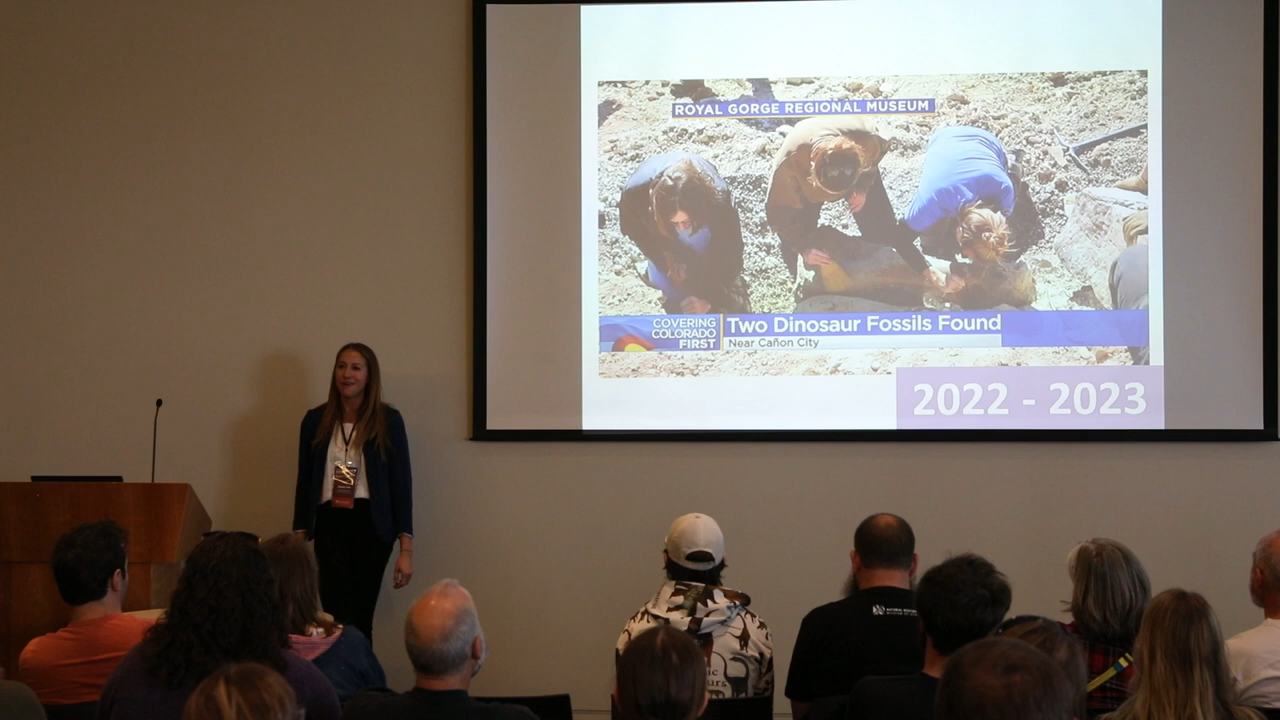 ROYAL GORGE REGIONAL MUSEUM
COVERING
COLORADO
FIRST
Two Dinosaur Fossils Found
Near Cañon City
2022 - 2023